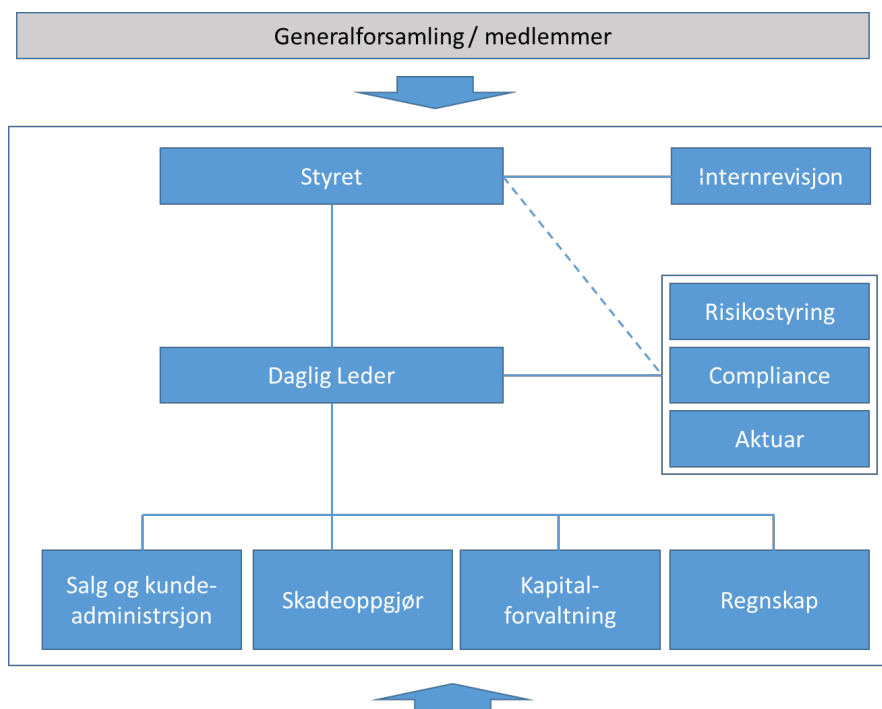 Generalforsamling / medlemmer
Styret
Internrevisjon
Risikostyring
Daglig Leder
Compliance
Aktuar
Salg og kunde-
administrsjon
Skadeoppgjør
Kapital-
forvaltning
Regnskap